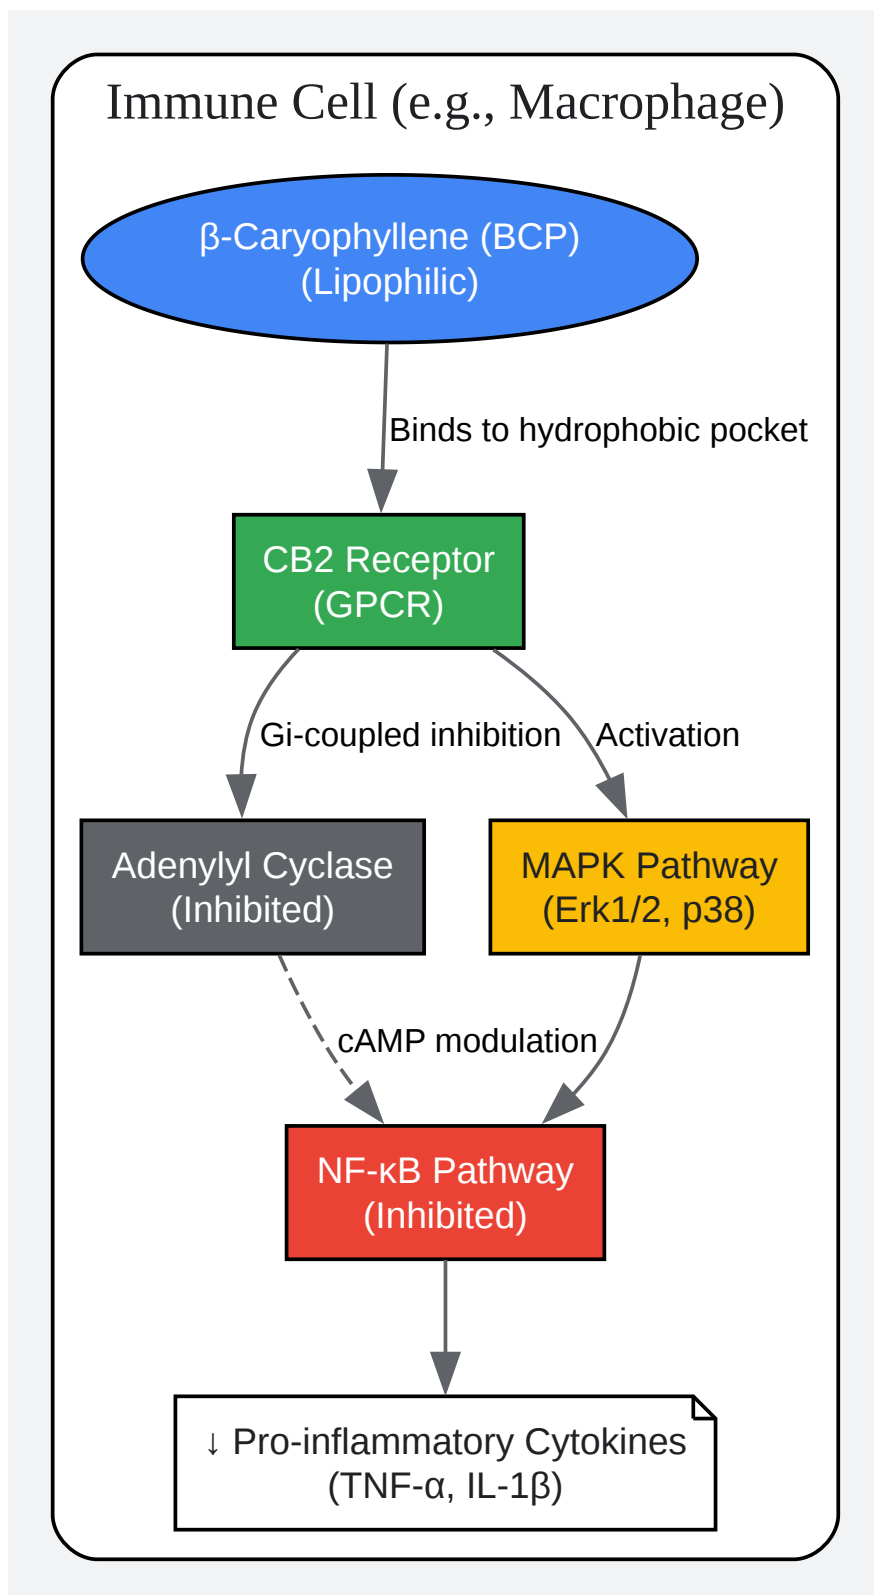 Immune Cell (e.g., Macrophage)
β-Caryophyllene (BCP)
(Lipophilic)
Binds to hydrophobic pocket
CB2 Receptor
(GPCR)
Gi-coupled inhibition
Activation
Adenylyl Cyclase
(Inhibited)
MAPK Pathway
(Erk1/2, p38)
cAMP modulation
NF-κB Pathway
(Inhibited)
↓ Pro-inflammatory Cytokines
(TNF-α, IL-1β)